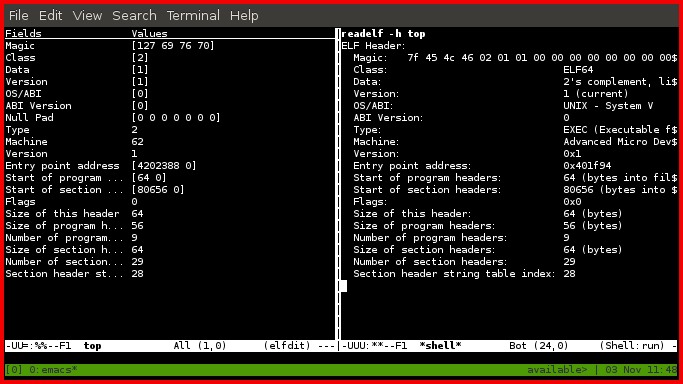 File Edit View Search Terminal Help
Fields Values
Magic [127 69 76 70]
Class [2]
Data [1]
Version [1]
OS/ABI [0]
ABI Version [0]
Null Pad [0 0 0 0 0 0 0]
Type 2
Machine 62
Version 1
Entry point address [4202388 0]
Start of program ... [64 0]
Start of section ... [80656 0]
Flags 0
Size of this header 64
Size of program h... 56
Number of program... 9
Size of section h... 64
Number of section... 29
Section header st... 28
-UU=:%%--F1 top All (1,0) (elfdit) ---
readelf -h top
ELF Header:
Magic: 7f 45 4c 46 02 01 01 00 00 00 00 00 00 00 00$
Class: ELF64
Data: 2's complement, li$
Version: 1 (current)
OS/ABI: UNIX - System V
ABI Version: 0
Type: EXEC (Executable f$
Machine: Advanced Micro Dev$
Version: 0x1
Entry point address: 0x401f94
Start of program headers: 64 (bytes into fil$
Start of section headers: 80656 (bytes into $
Flags: 0x0
Size of this header: 64 (bytes)
Size of program headers: 56 (bytes)
Number of program headers: 9
Size of section headers: 64 (bytes)
Number of section headers: 29
Section header string table index: 28
-UUU:**--F1 *shell* Bot (24,0) (Shell:run) -
[0] 0:emacs* available> | 03 Nov 11:48